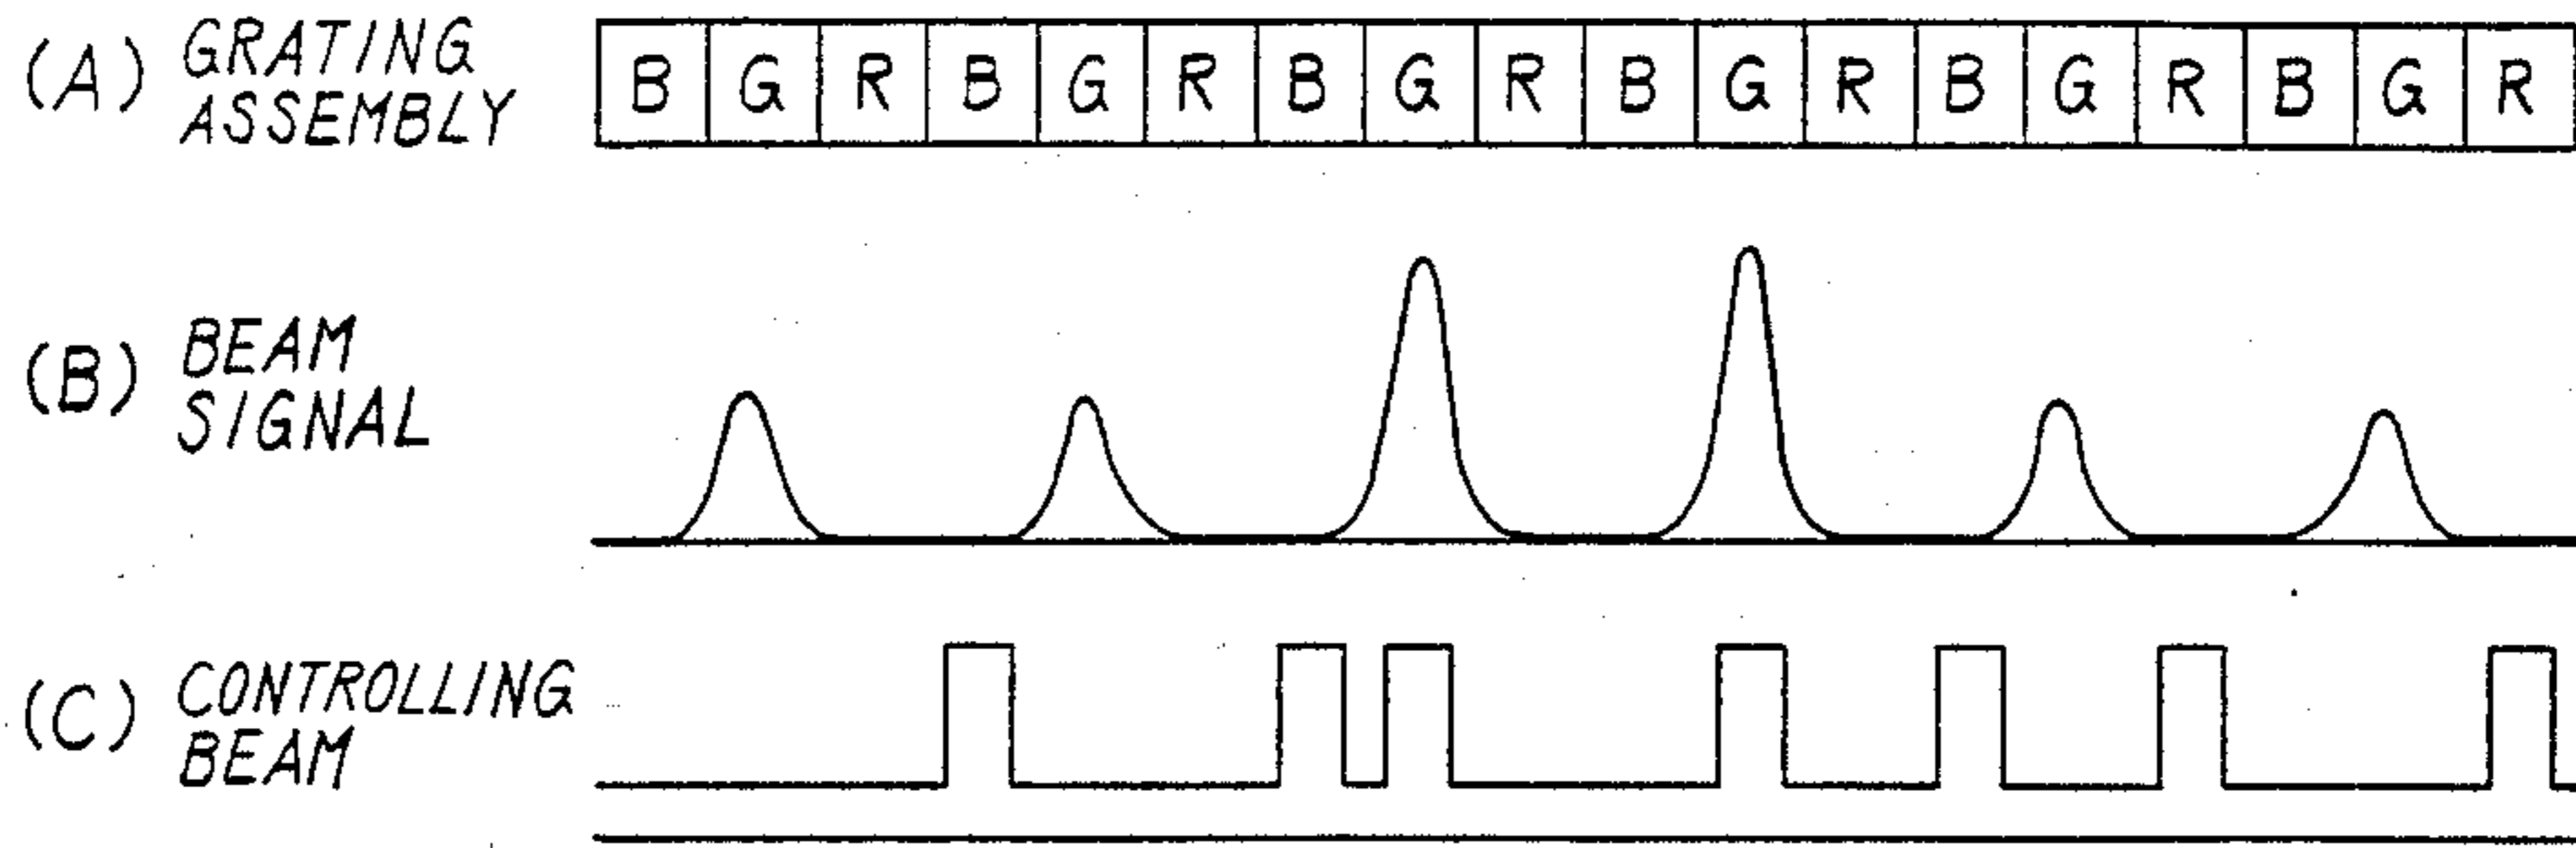 (A) GRATING
ASSEMBLY
B G R B G R B G R B G R B G R B G R
(B) BEAM
SIGNAL
(C) CONTROLLING
BEAM